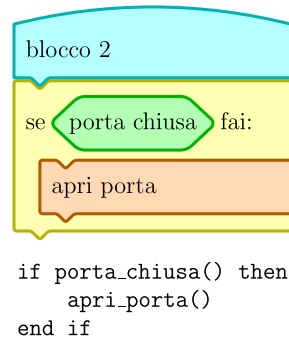 blocco 2
se porta chiusa fai:
apri porta
if porta_chiusa() then
    apri_porta()
end if